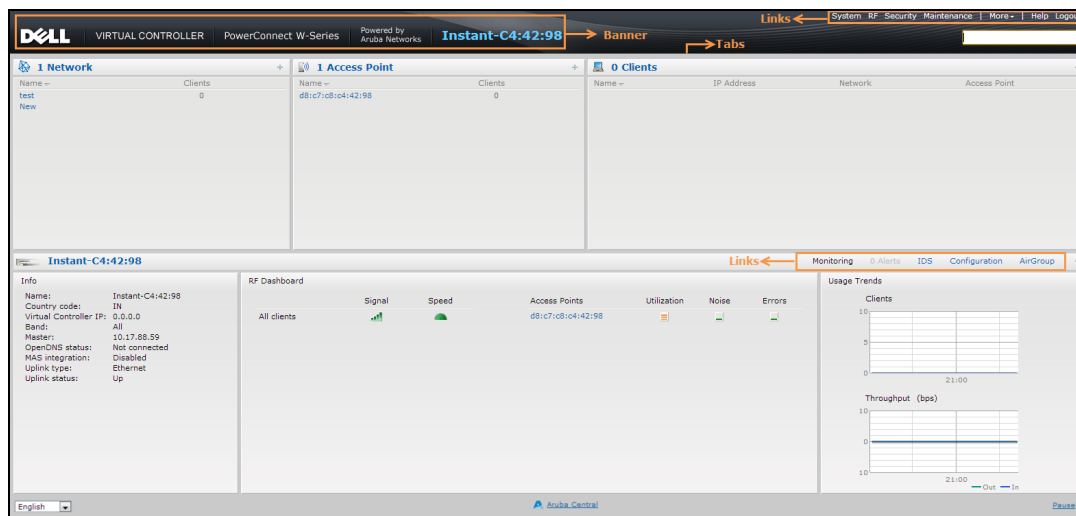 Links
System RF Security Maintenance | More | Help Logou
DELL VIRTUAL CONTROLLER PowerConnect W-Series Powered by Aruba Networks Instant-C4:42:98
Banner
Tabs
1 Network +
Name Clients
test 0
New
1 Access Point +
Name Clients
d8:c7:c8:c4:42:98 0
0 Clients
Name IP Address Network Access Point
Instant-C4:42:98
Links
Monitoring 0 Alerts IDS Configuration AirGroup
Info
Name: Instant-C4:42:98
Country code: IN
Virtual Controller IP: 0.0.0.0
Band: All
Master: 10.17.88.59
OpenDNS status: Not connected
MAS integration: Disabled
Uplink type: Ethernet
Uplink status: Up
RF Dashboard
Signal Speed Access Points Utilization Noise Errors
All clients d8:c7:c8:c4:42:98
Usage Trends
Clients
10
5
0
21:00
Throughput (bps)
10
0
10
21:00
Out In
English
Aruba Central
Pause